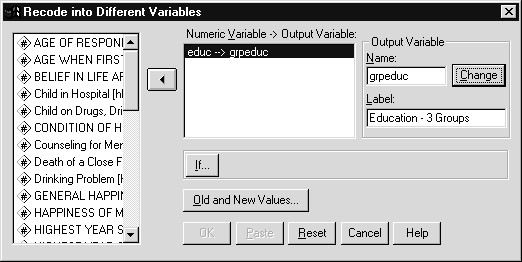 Recode into Different Variables
AGE OF RESPON
AGE WHEN FIRST
BELIEF IN LIFE AF
Child in Hospital [hl
Child on Drugs, Dri
CONDITION OF H
Counseling for Men
Death of a Close F
Drinking Problem [h
GENERAL HAPPIN
HAPPINESS OF M
HIGHEST YEAR S
Numeric Variable -> Output Variable:
educ --> grpeduc
Output Variable
Name:
grpeduc
Change
Label:
Education - 3 Groups
If...
Old and New Values...
OK
Paste
Reset
Cancel
Help